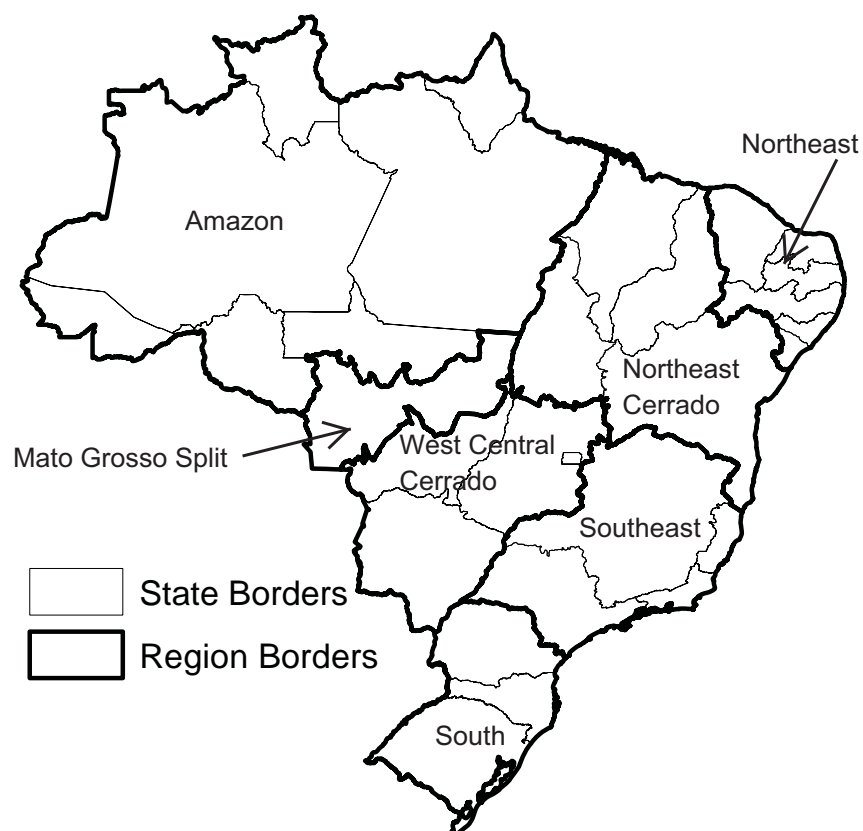 Northeast
Amazon
Northeast
Cerrado
Mato Grosso Split
West Central
Cerrado
Southeast
State Borders
Region Borders
South